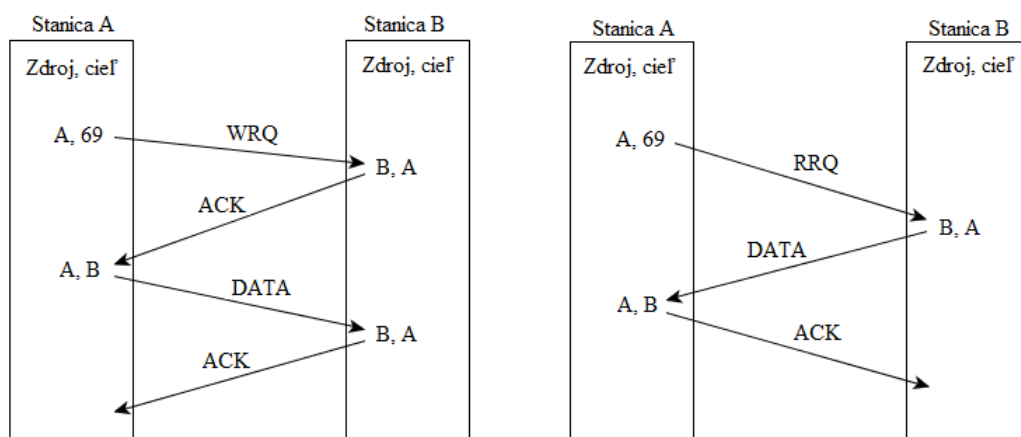 Stanica A
Stanica B
Zdroj, cieľ
Zdroj, cieľ
A, 69
WRQ
B, A
ACK
A, B
DATA
B, A
ACK
Stanica A
Stanica B
Zdroj, cieľ
Zdroj, cieľ
A, 69
RRQ
B, A
DATA
A, B
ACK